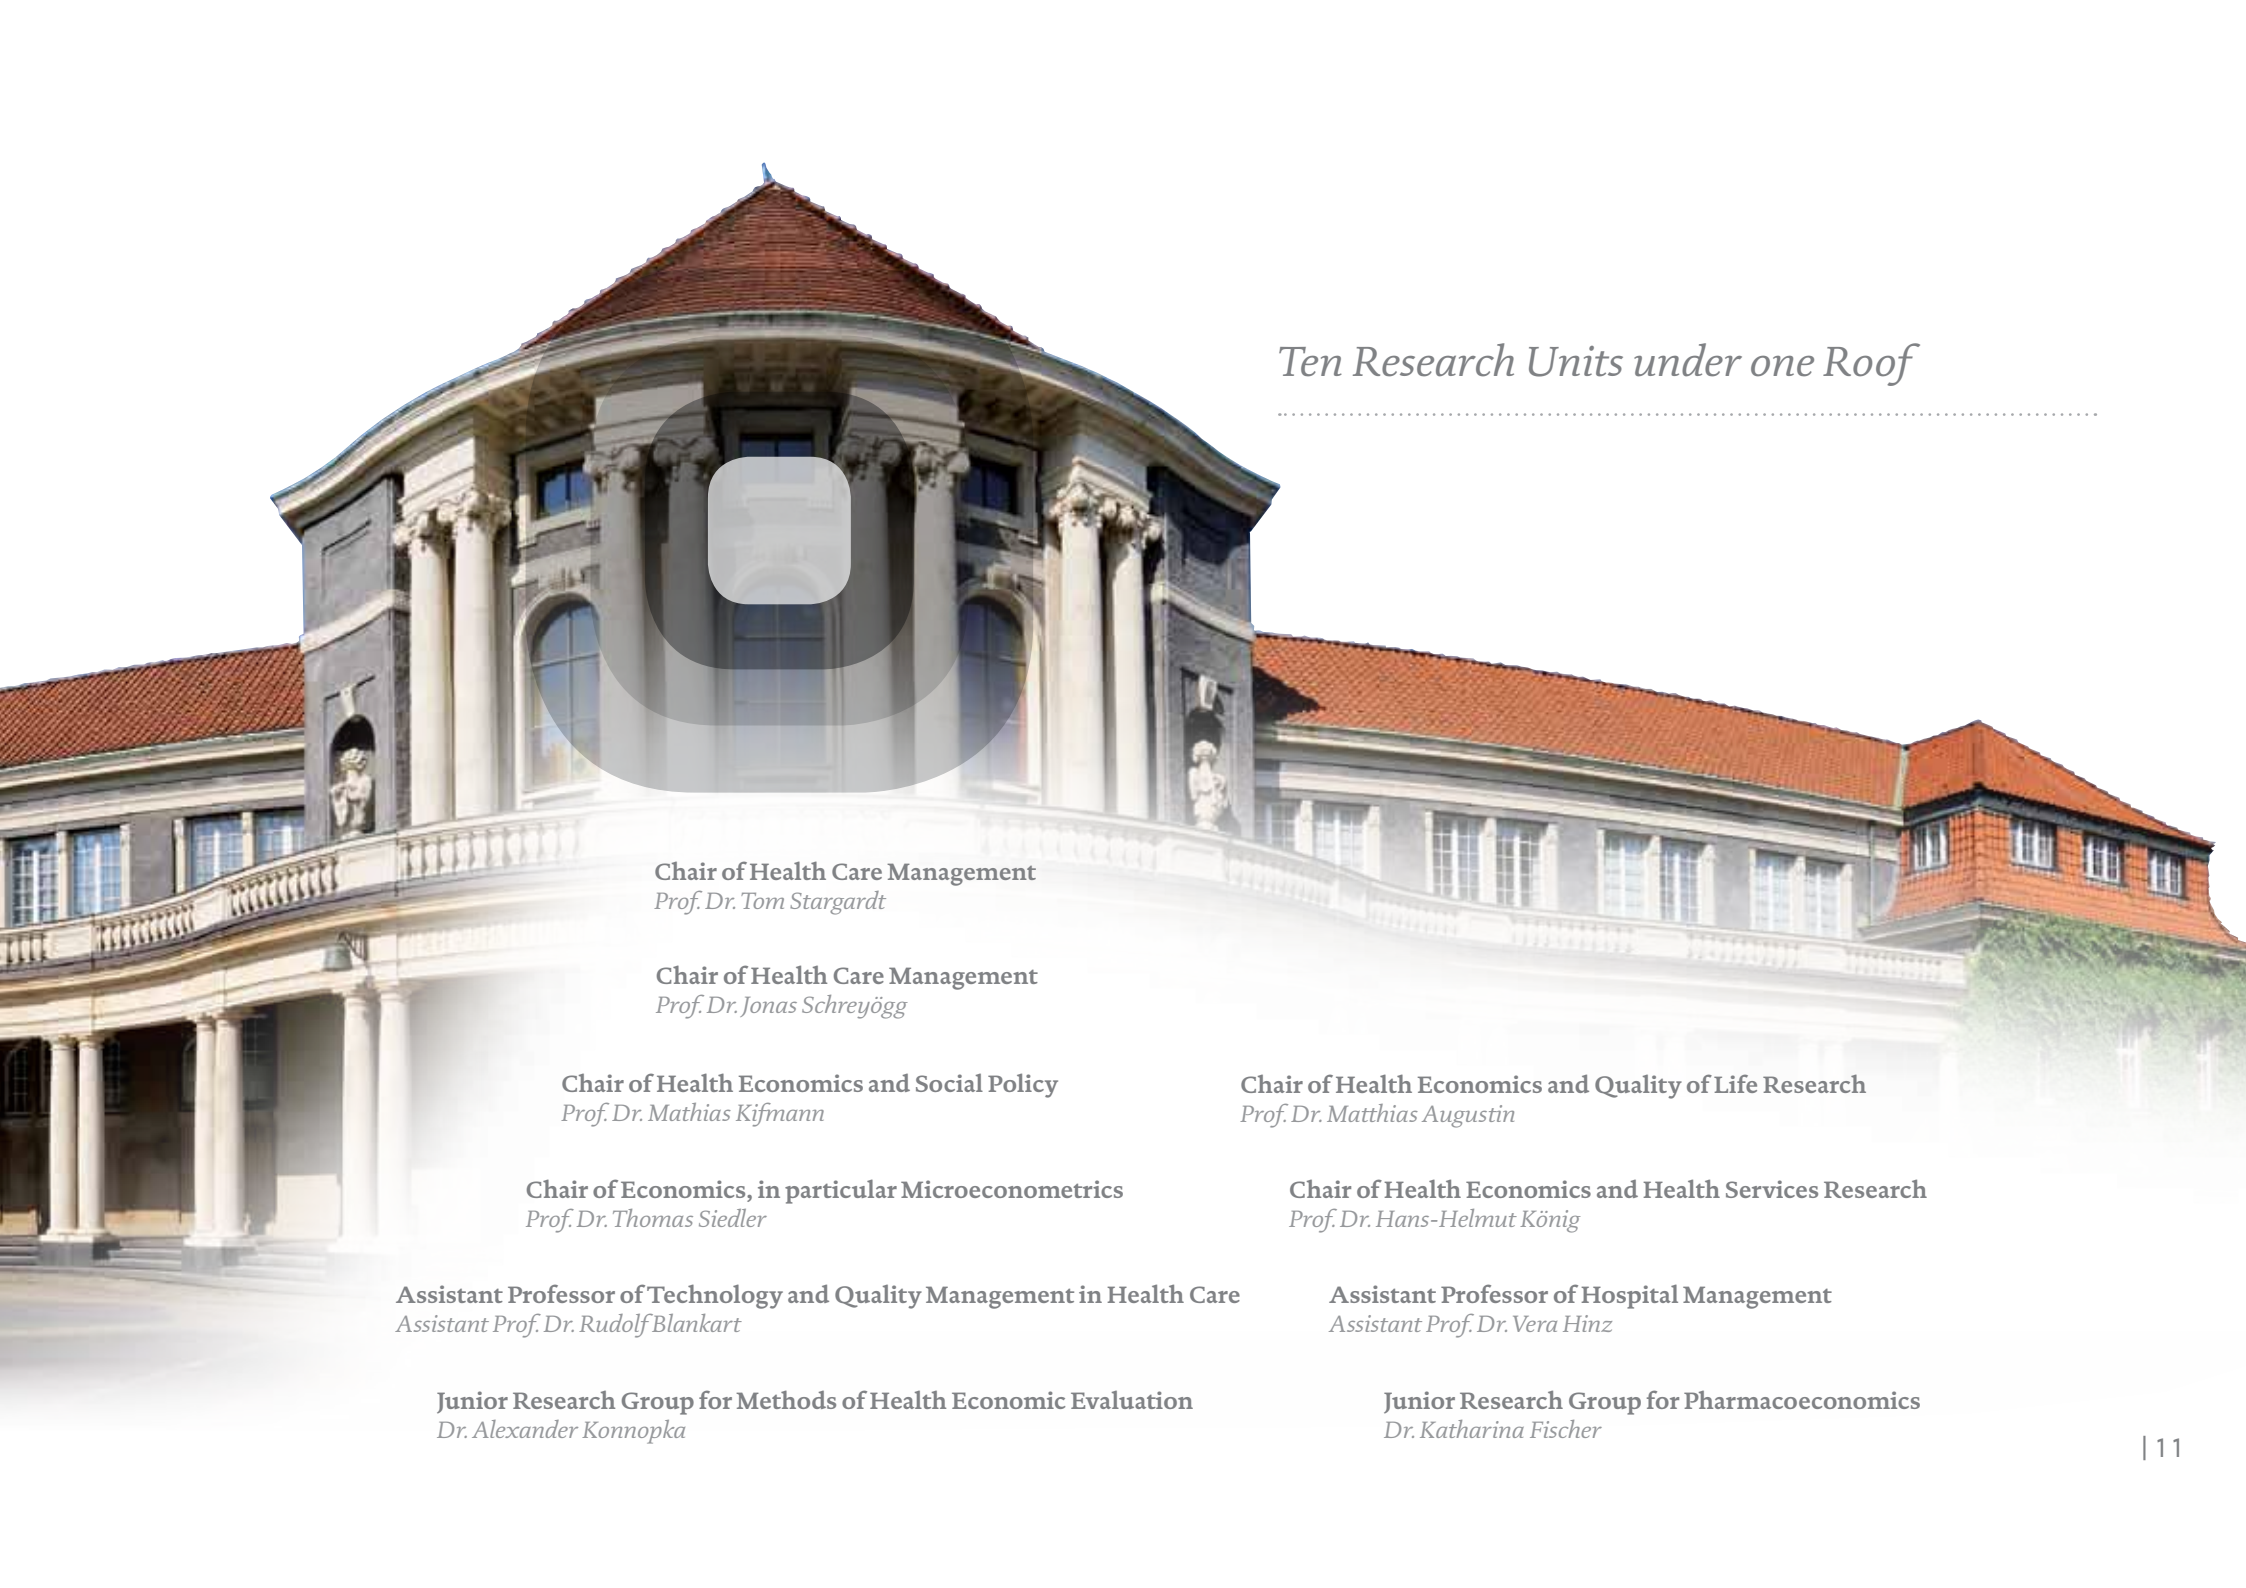 Ten Research Units under one Roof
Chair of Health Care Management
Prof. Dr. Tom Stargardt
Chair of Health Care Management
Prof. Dr. Jonas Schreyögg
Chair of Health Economics and Social Policy
Prof. Dr. Mathias Kifmann
Chair of Health Economics and Quality of Life Research
Prof. Dr. Matthias Augustin
Chair of Economics, in particular Microeconometrics
Prof. Dr. Thomas Siedler
Chair of Health Economics and Health Services Research
Prof. Dr. Hans-Helmut König
Assistant Professor of Technology and Quality Management in Health Care
Assistant Prof. Dr. Rudolf Blankart
Assistant Professor of Hospital Management
Assistant Prof. Dr. Vera Hinz
Junior Research Group for Methods of Health Economic Evaluation
Dr. Alexander Konnopka
Junior Research Group for Pharmacoeconomics
Dr. Katharina Fischer
| 11